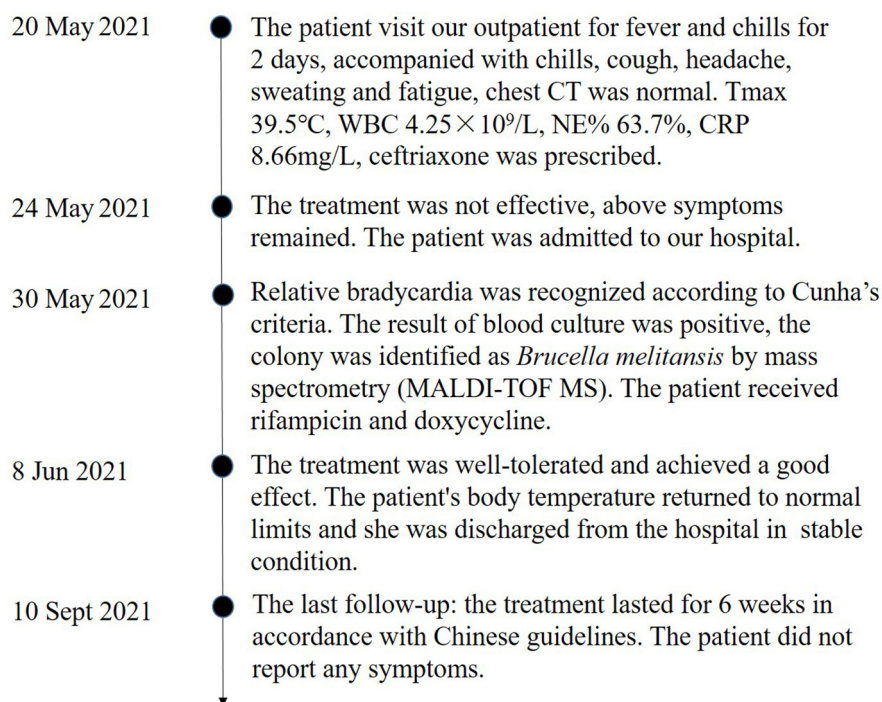 20 May 2021
The patient visit our outpatient for fever and chills for
2 days, accompanied with chills, cough, headache,
sweating and fatigue, chest CT was normal. Tmax
39.5°C, WBC 4.25×10⁹/L, NE% 63.7%, CRP
8.66mg/L, ceftriaxone was prescribed.
24 May 2021
The treatment was not effective, above symptoms
remained. The patient was admitted to our hospital.
30 May 2021
Relative bradycardia was recognized according to Cunha's
criteria. The result of blood culture was positive, the
colony was identified as Brucella melitansis by mass
spectrometry (MALDI-TOF MS). The patient received
rifampicin and doxycycline.
8 Jun 2021
The treatment was well-tolerated and achieved a good
effect. The patient's body temperature returned to normal
limits and she was discharged from the hospital in stable
condition.
10 Sept 2021
The last follow-up: the treatment lasted for 6 weeks in
accordance with Chinese guidelines. The patient did not
report any symptoms.